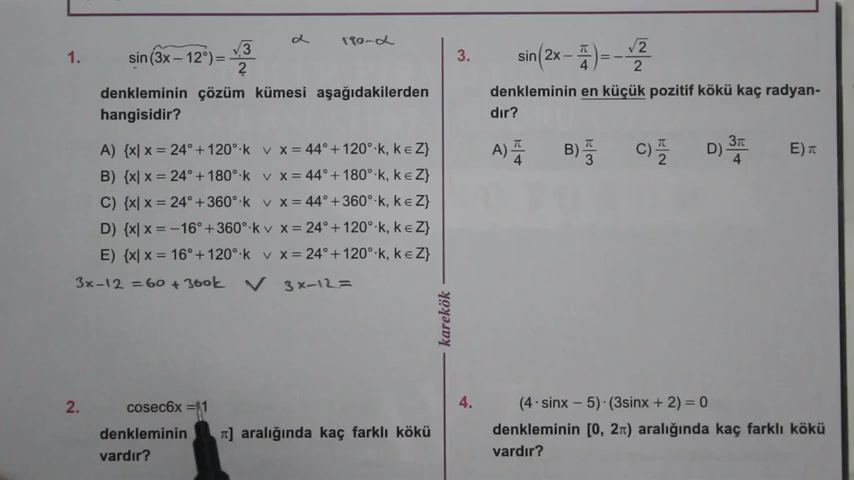 1. sin(3x – 12°) = √3/2
α 180-α
denkleminin çözüm kümesi aşağıdakilerden
hangisidir?
A) {x| x = 24° + 120°·k ∨ x = 44° + 120°·k, k ∈ Z}
B) {x| x = 24° + 180°·k ∨ x = 44° + 180°·k, k ∈ Z}
C) {x| x = 24° + 360°·k ∨ x = 44° + 360°·k, k ∈ Z}
D) {x| x = –16° + 360°·k ∨ x = 24° + 120°·k, k ∈ Z}
E) {x| x = 16° + 120°·k ∨ x = 24° + 120°·k, k ∈ Z}
3x-12 = 60 + 360k ∨ 3x-12 =
2. cosec6x = 1
denkleminin π] aralığında kaç farklı kökü
vardır?
karekök
3. sin(2x – π/4) = –√2/2
denkleminin en küçük pozitif kökü kaç radyan-
dır?
A) π/4 B) π/3 C) π/2 D) 3π/4 E) π
4. (4 · sinx – 5) · (3sinx + 2) = 0
denkleminin [0, 2π) aralığında kaç farklı kökü
vardır?